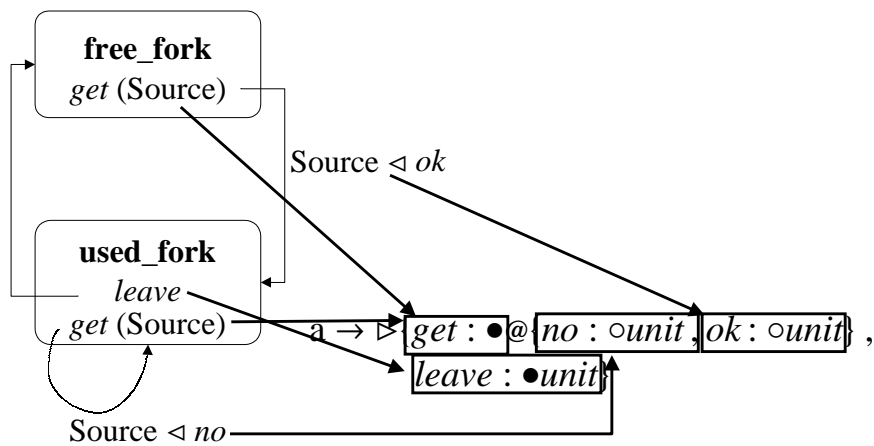 free_fork
get (Source)
Source ◁ ok
used_fork
leave
get (Source)
a → ▷{get : ●@{no : ○unit , ok : ○unit} ,
leave : ●unit}
Source ◁ no